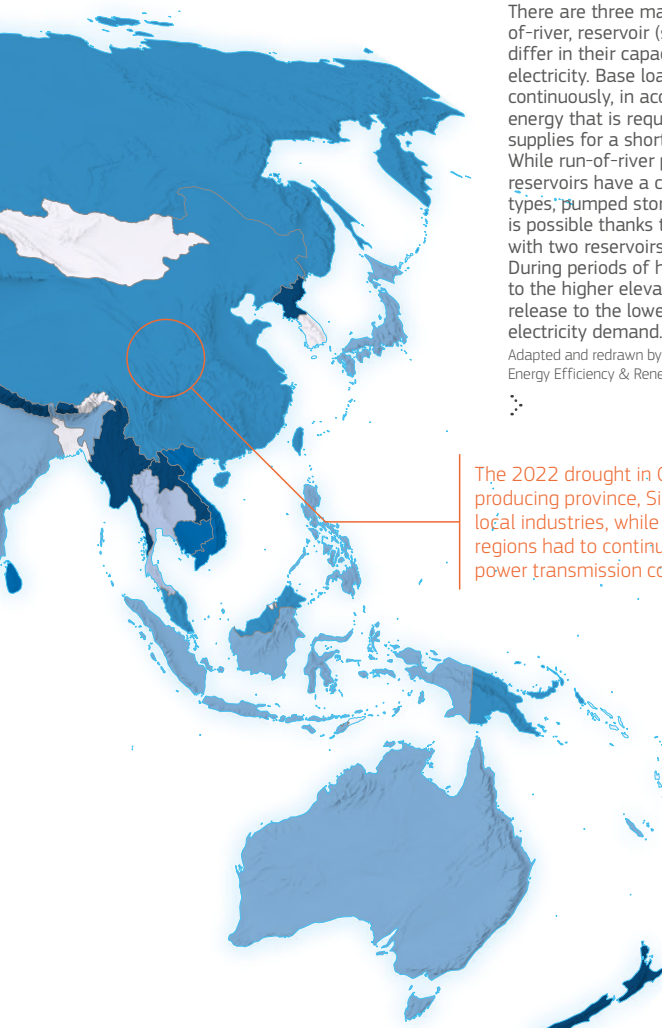 There are three ma
of-river, reservoir (s
differ in their capac
electricity. Base loa
continuously, in acc
energy that is requ
supplies for a short
While run-of-river p
reservoirs have a c
types, pumped stor
is possible thanks t
with two reservoirs
During periods of h
to the higher eleva
release to the lowe
electricity demand.
Adapted and redrawn by
Energy Efficiency & Rene
The 2022 drought in C
producing province, Si
local industries, while
regions had to continu
power transmission co